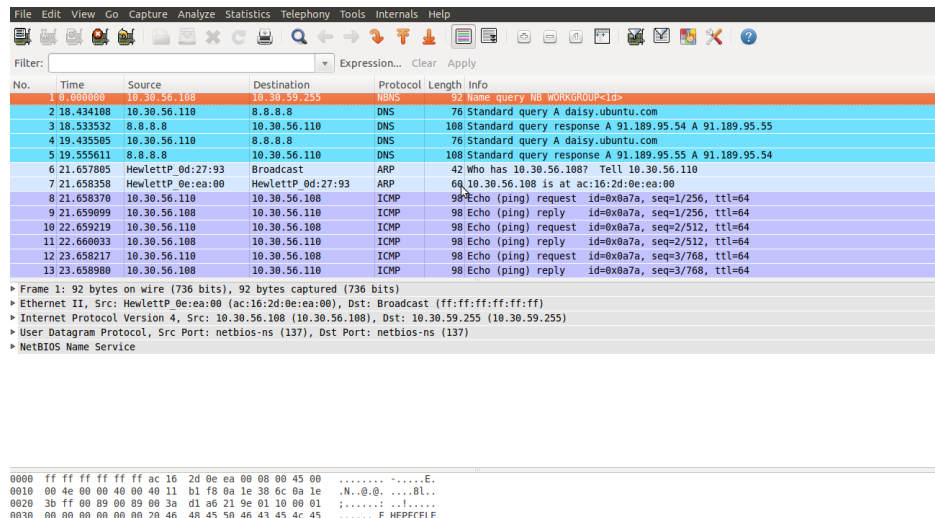 File Edit View Go Capture Analyze Statistics Telephony Tools Internals Help
Filter: Expression... Clear Apply
No. Time Source Destination Protocol Length Info
1 0.000000 10.30.56.108 10.30.59.255 NBNS 92 Name query NB WORKGROUP<1d>
2 18.434108 10.30.56.110 8.8.8.8 DNS 76 Standard query A daisy.ubuntu.com
3 18.533532 8.8.8.8 10.30.56.110 DNS 108 Standard query response A 91.189.95.54 A 91.189.95.55
4 19.435505 10.30.56.110 8.8.8.8 DNS 76 Standard query A daisy.ubuntu.com
5 19.555611 8.8.8.8 10.30.56.110 DNS 108 Standard query response A 91.189.95.55 A 91.189.95.54
6 21.657805 HewlettP_0d:27:93 Broadcast ARP 42 Who has 10.30.56.108? Tell 10.30.56.110
7 21.658358 HewlettP_0e:ea:00 HewlettP_0d:27:93 ARP 60 10.30.56.108 is at ac:16:2d:0e:ea:00
8 21.658370 10.30.56.110 10.30.56.108 ICMP 98 Echo (ping) request id=0x0a7a, seq=1/256, ttl=64
9 21.659099 10.30.56.108 10.30.56.110 ICMP 98 Echo (ping) reply id=0x0a7a, seq=1/256, ttl=64
10 22.659219 10.30.56.110 10.30.56.108 ICMP 98 Echo (ping) request id=0x0a7a, seq=2/512, ttl=64
11 22.660033 10.30.56.108 10.30.56.110 ICMP 98 Echo (ping) reply id=0x0a7a, seq=2/512, ttl=64
12 23.658217 10.30.56.110 10.30.56.108 ICMP 98 Echo (ping) request id=0x0a7a, seq=3/768, ttl=64
13 23.658980 10.30.56.108 10.30.56.110 ICMP 98 Echo (ping) reply id=0x0a7a, seq=3/768, ttl=64
Frame 1: 92 bytes on wire (736 bits), 92 bytes captured (736 bits)
Ethernet II, Src: HewlettP_0e:ea:00 (ac:16:2d:0e:ea:00), Dst: Broadcast (ff:ff:ff:ff:ff:ff)
Internet Protocol Version 4, Src: 10.30.56.108 (10.30.56.108), Dst: 10.30.59.255 (10.30.59.255)
User Datagram Protocol, Src Port: netbios-ns (137), Dst Port: netbios-ns (137)
NetBIOS Name Service
0000 ff ff ff ff ff ff ac 16 2d 0e ea 00 08 00 45 00 ........ -.....E.
0010 00 4e 00 00 40 00 40 11 b1 f8 0a 1e 38 6c 0a 1e .N..@.@. ....8l..
0020 3b ff 00 89 00 89 00 3a d1 a6 21 9e 01 10 00 01 ;......: ..!.....
0030 00 00 00 00 00 00 20 46 48 45 50 46 43 45 4c 45 ...... F HEPFCELE